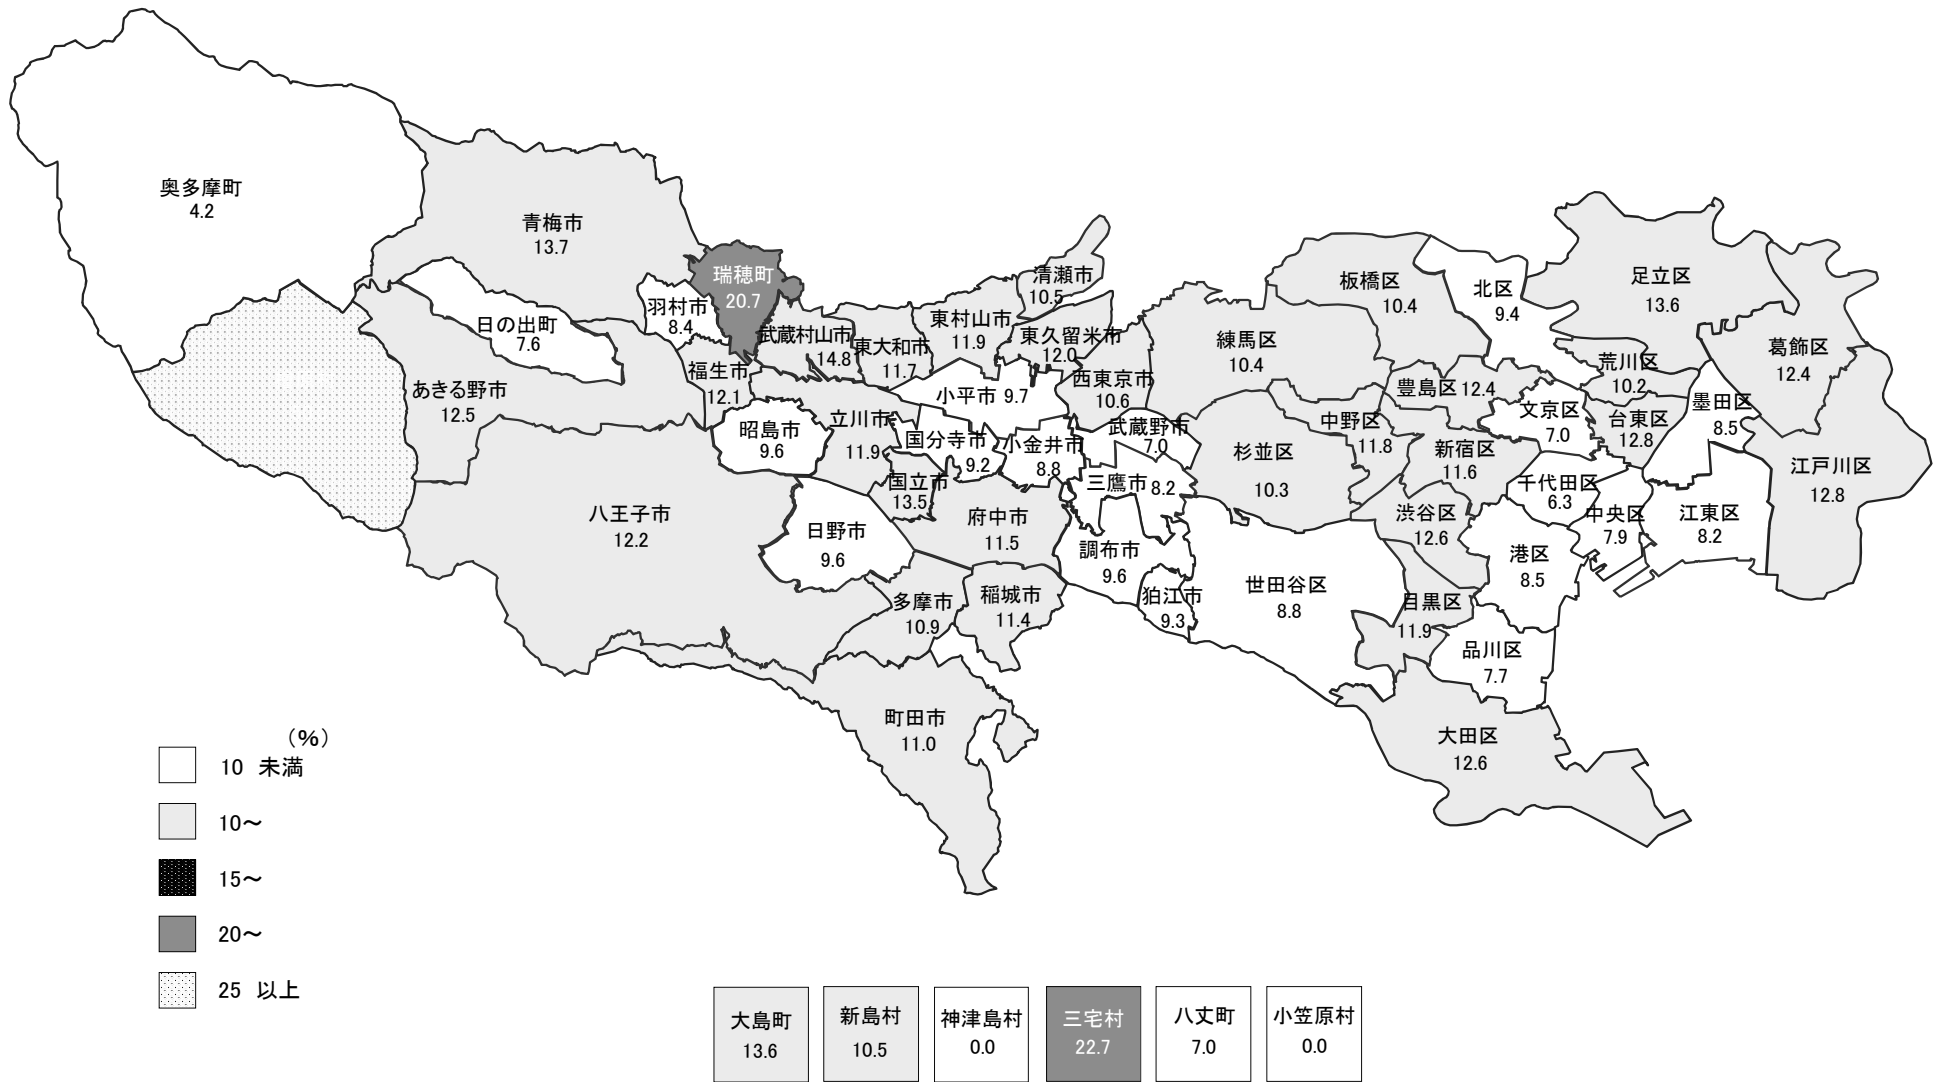 奥多摩町
4.2
青梅市
13.7
瑞穂町
20.7
羽村市
8.4
日の出町
7.6
あきる野市
12.5
福生市
12.1
武蔵村山市
14.8
東大和市
11.7
東村山市
11.9
清瀬市
10.5
東久留米市
12.0
西東京市
10.6
小平市 9.7
立川市
11.9
昭島市
9.6
国分寺市
9.2
小金井市
8.8
武蔵野市
7.0
三鷹市 8.2
国立市
13.5
府中市
11.5
八王子市
12.2
日野市
9.6
調布市
9.6
狛江市
9.3
多摩市
10.9
稲城市
11.4
町田市
11.0
板橋区
10.4
北区
9.4
足立区
13.6
葛飾区
12.4
練馬区
10.4
豊島区 12.4
荒川区
10.2
文京区
7.0
台東区
12.8
墨田区
8.5
江戸川区
12.8
中野区
11.8
杉並区
10.3
新宿区
11.6
千代田区
6.3
中央区
7.9
江東区
8.2
渋谷区
12.6
港区
8.5
世田谷区
8.8
目黒区
11.9
品川区
7.7
大田区
12.6
（%）
10 未満
10～
15～
20～
25 以上
大島町
13.6
新島村
10.5
神津島村
0.0
三宅村
22.7
八丈町
7.0
小笠原村
0.0